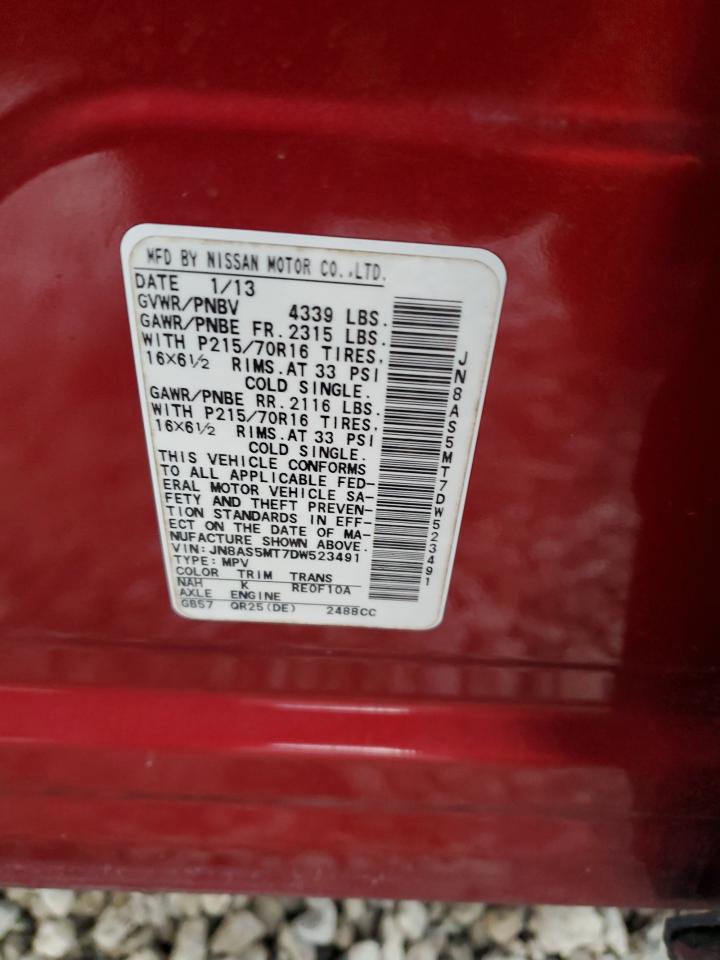 MFD BY NISSAN MOTOR CO.,LTD.
DATE 1/13
GVWR/PNBV 4339 LBS.
GAWR/PNBE FR. 2315 LBS.
WITH P215/70R16 TIRES,
16X6½ RIMS.AT 33 PSI
COLD SINGLE.
GAWR/PNBE RR. 2116 LBS.
WITH P215/70R16 TIRES,
16X6½ RIMS.AT 33 PSI
COLD SINGLE.
THIS VEHICLE CONFORMS
TO ALL APPLICABLE FED-
ERAL MOTOR VEHICLE SA-
FETY AND THEFT PREVEN-
TION STANDARDS IN EFF-
ECT ON THE DATE OF MA-
NUFACTURE SHOWN ABOVE.
VIN: JN8AS5MT7DW523491
TYPE: MPV
COLOR TRIM TRANS
NAH K RE0F10A
AXLE ENGINE
GB57 QR25(DE) 2488CC
JN8AS5MT7DW523491